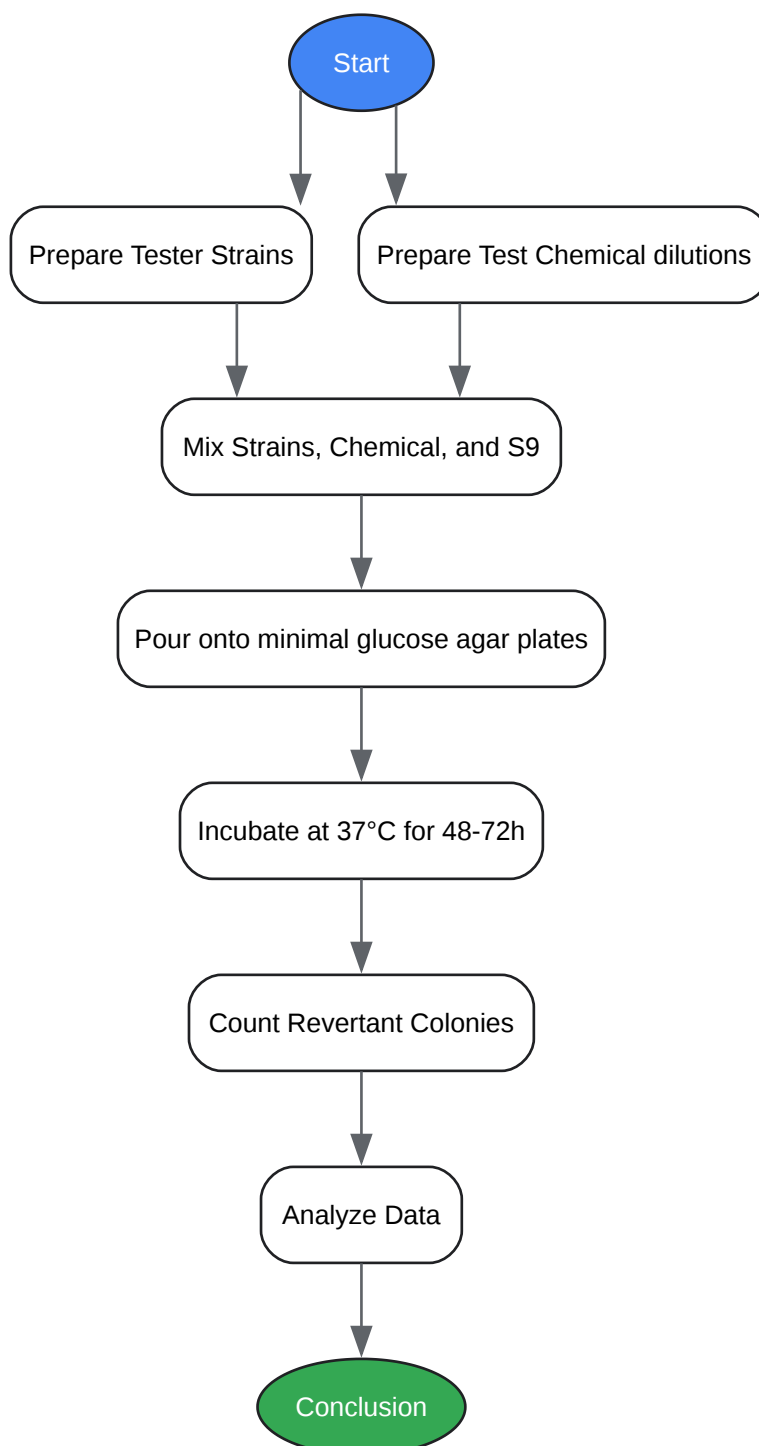 Start
Prepare Tester Strains
Prepare Test Chemical dilutions
Mix Strains, Chemical, and S9
Pour onto minimal glucose agar plates
Incubate at 37°C for 48-72h
Count Revertant Colonies
Analyze Data
Conclusion